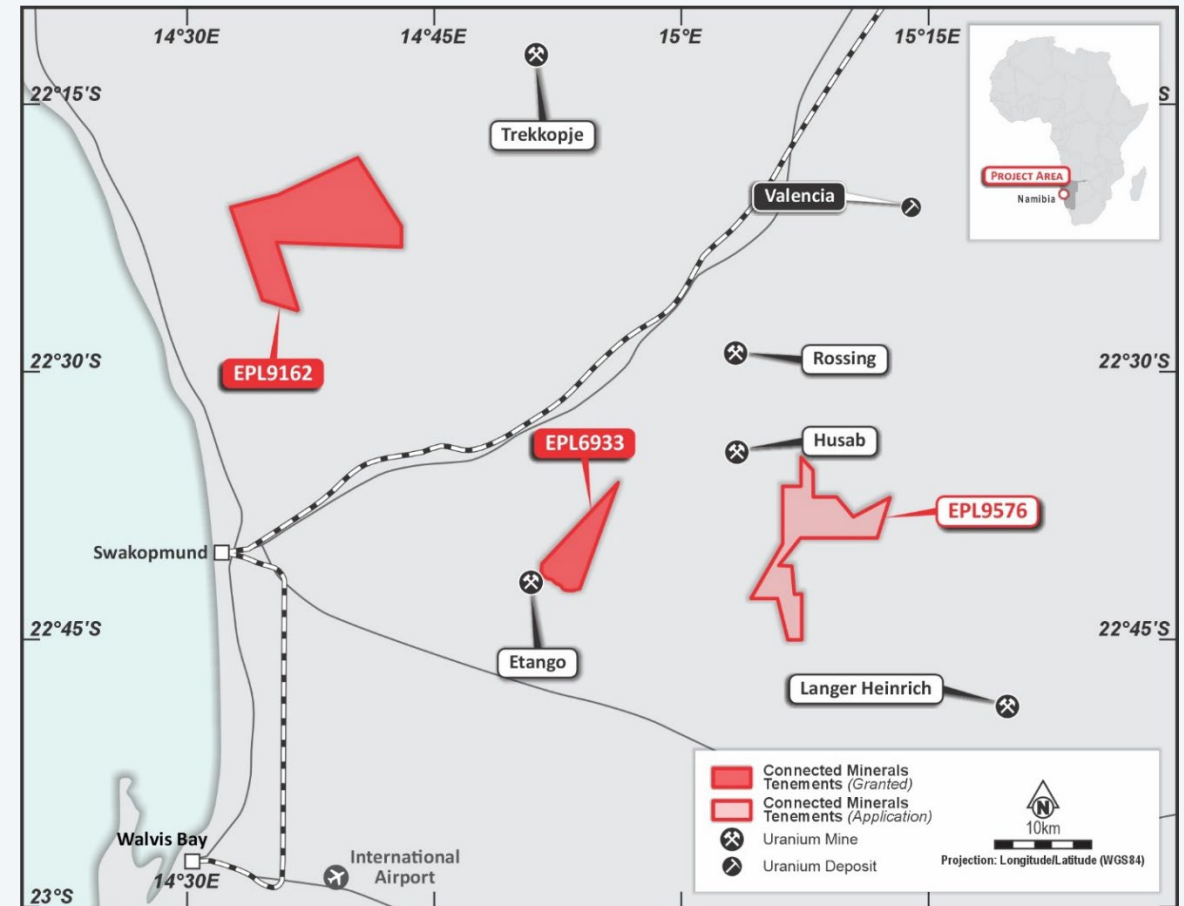 14°30E
14°45E
15°E
15°15E
22°15'S
S
Trekkopje
Valencia
PROJECT AREA
Namibia
EPL9162
22°30'S
22°30'S
Rossing
EPL6933
Husab
EPL9576
Swakopmund
Etango
22°45'S
22°45'S
Langer Heinrich
Walvis Bay
14°30E
International
Airport
23°S
Connected Minerals
Tenements (Granted)
Connected Minerals
Tenements (Application)
Uranium Mine
Uranium Deposit
N
10km
Projection: Longitude/Latitude (WGS84)